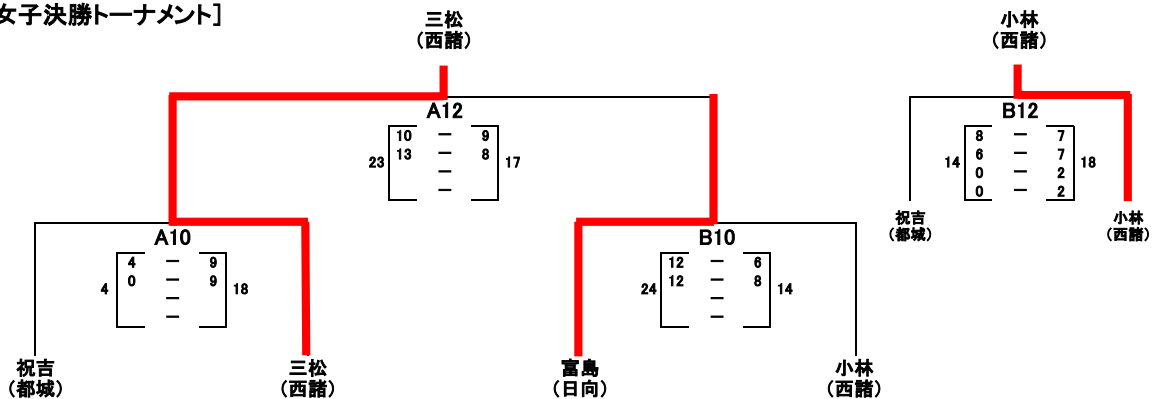 女子決勝トーナメント]
三松
(西諸)
小林
(西諸)
A12
10 ー 9
23 13 ー 8 17
ー
ー
B12
8 ー 7
14 6 ー 7 18
0 ー 2
0 ー 2
祝吉
(都城)
小林
(西諸)
A10
4 ー 9
4 0 ー 9 18
ー
ー
B10
12 ー 6
24 12 ー 8 14
ー
ー
祝吉
(都城)
三松
(西諸)
富島
(日向)
小林
(西諸)